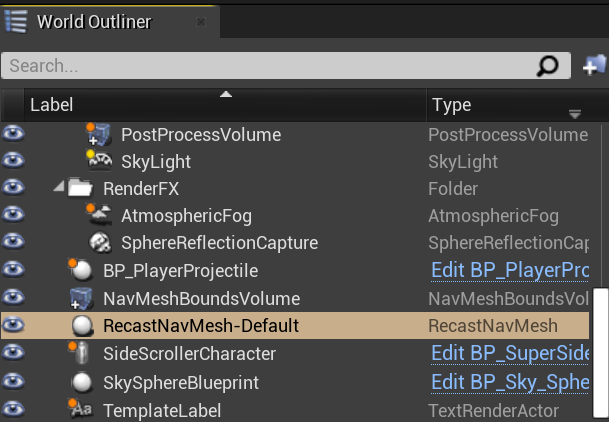 World Outliner
Search...
Label Type
PostProcessVolume PostProcessVolume
SkyLight SkyLight
RenderFX Folder
AtmosphericFog AtmosphericFog
SphereReflectionCapture SphereReflectionCap
BP_PlayerProjectile Edit BP_PlayerPro
NavMeshBoundsVolume NavMeshBoundsVol
RecastNavMesh-Default RecastNavMesh
SideScrollerCharacter Edit BP_SuperSide
SkySphereBlueprint Edit BP_Sky_Sphe
TemplateLabel TextRenderActor